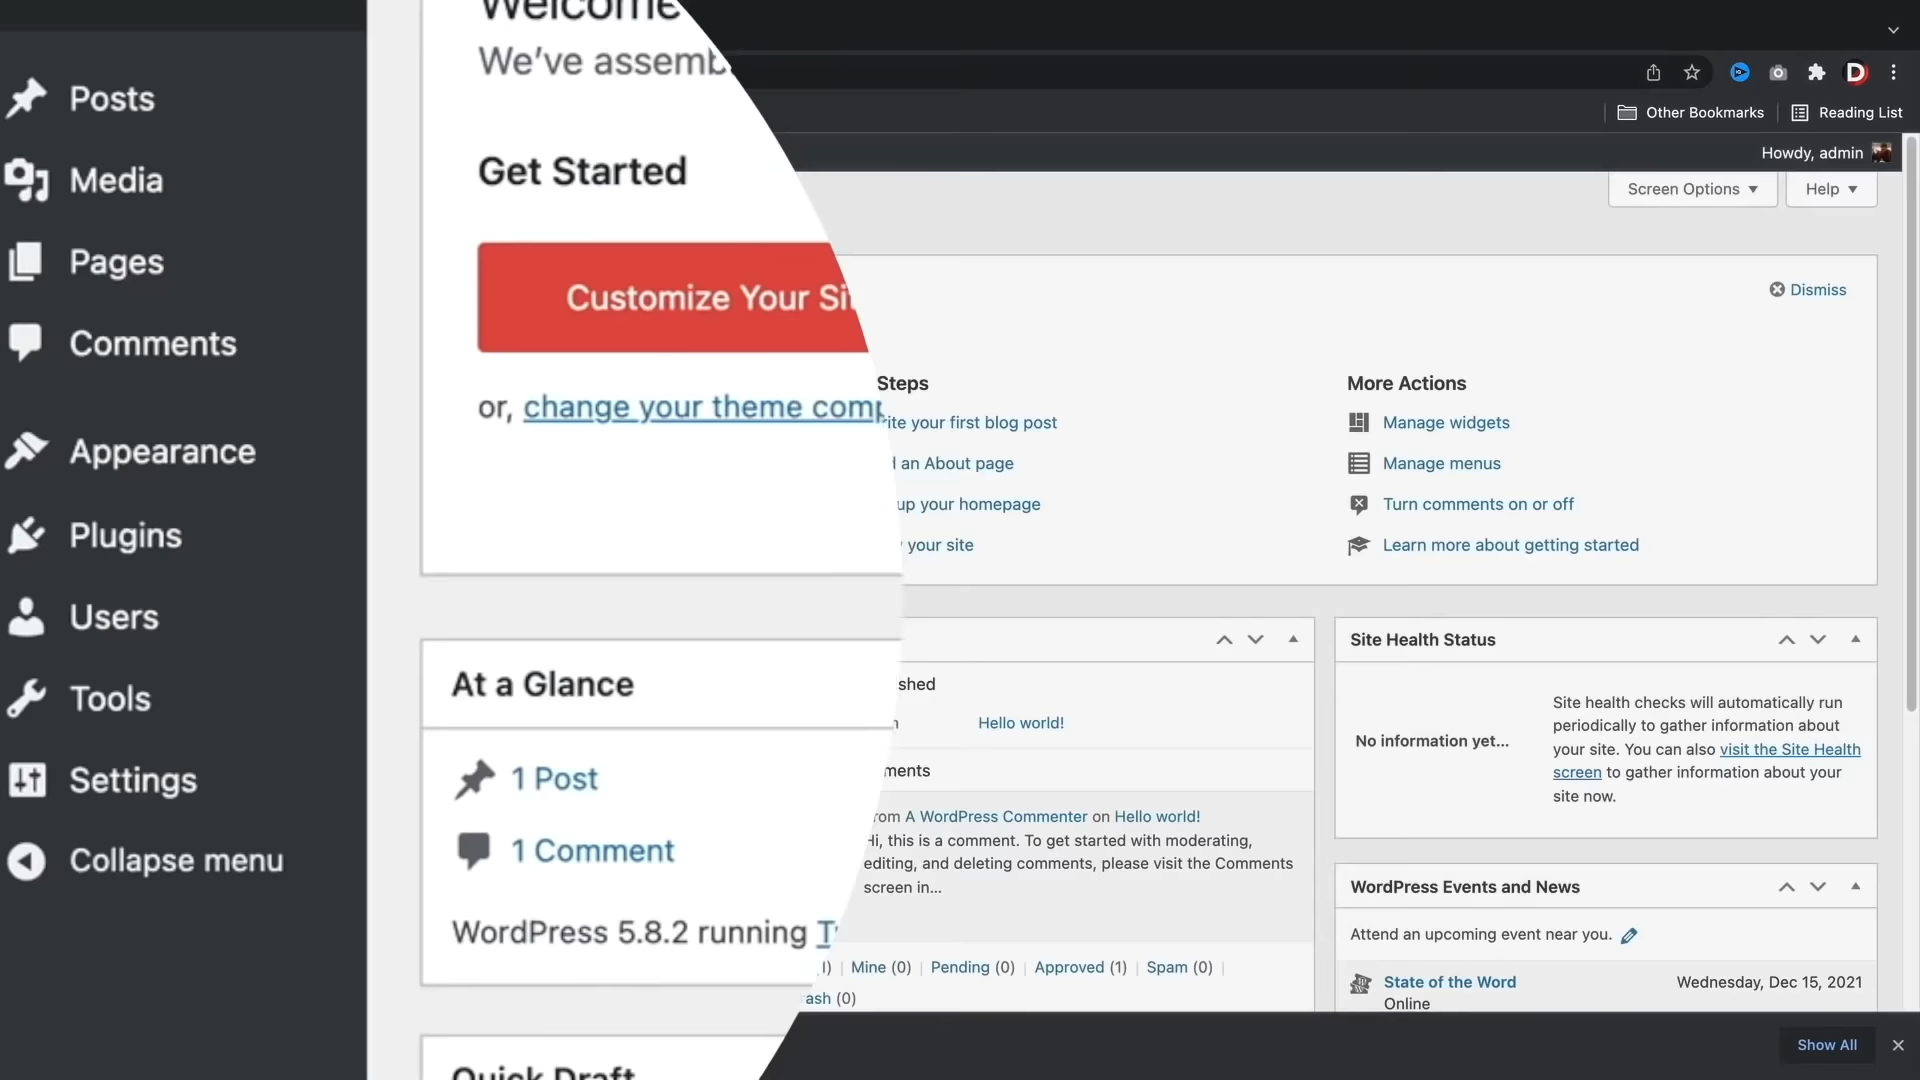 Posts
Media
Pages
Comments
Appearance
Plugins
Users
Tools
Settings
Collapse menu
Welcome
We've assemb
Get Started
Customize Your Sit
or, change your theme comp
At a Glance
1 Post
1 Comment
WordPress 5.8.2 running T
Quick Draft
Other Bookmarks
Reading List
Howdy, admin
Screen Options
Help
Dismiss
Steps
ite your first blog post
an About page
up your homepage
your site
More Actions
Manage widgets
Manage menus
Turn comments on or off
Learn more about getting started
shed
Hello world!
ments
rom A WordPress Commenter on Hello world!
Hi, this is a comment. To get started with moderating,
editing, and deleting comments, please visit the Comments
screen in...
Mine (0) | Pending (0) | Approved (1) | Spam (0) |
ash (0)
Site Health Status
No information yet...
Site health checks will automatically run
periodically to gather information about
your site. You can also visit the Site Health
screen to gather information about your
site now.
WordPress Events and News
Attend an upcoming event near you.
State of the Word
Wednesday, Dec 15, 2021
Online
Show All